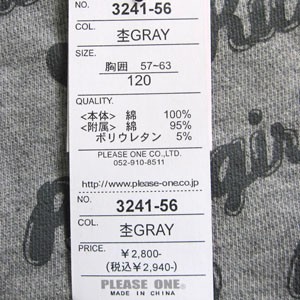 NO. 3241-56
COL. 杢GRAY
SIZE. 胸囲 57~63
120
QUALITY.
<本体> 綿 100%
<附属> 綿 95%
ポリウレタン 5%
PLEASE ONE CO.,LTD.
052-910-8511
http://www.please-one.co.jp
NO. 3241-56
COL. 杢GRAY
PRICE. ¥2,800-
(税込¥2,940-)
PLEASE ONE.
MADE IN CHINA